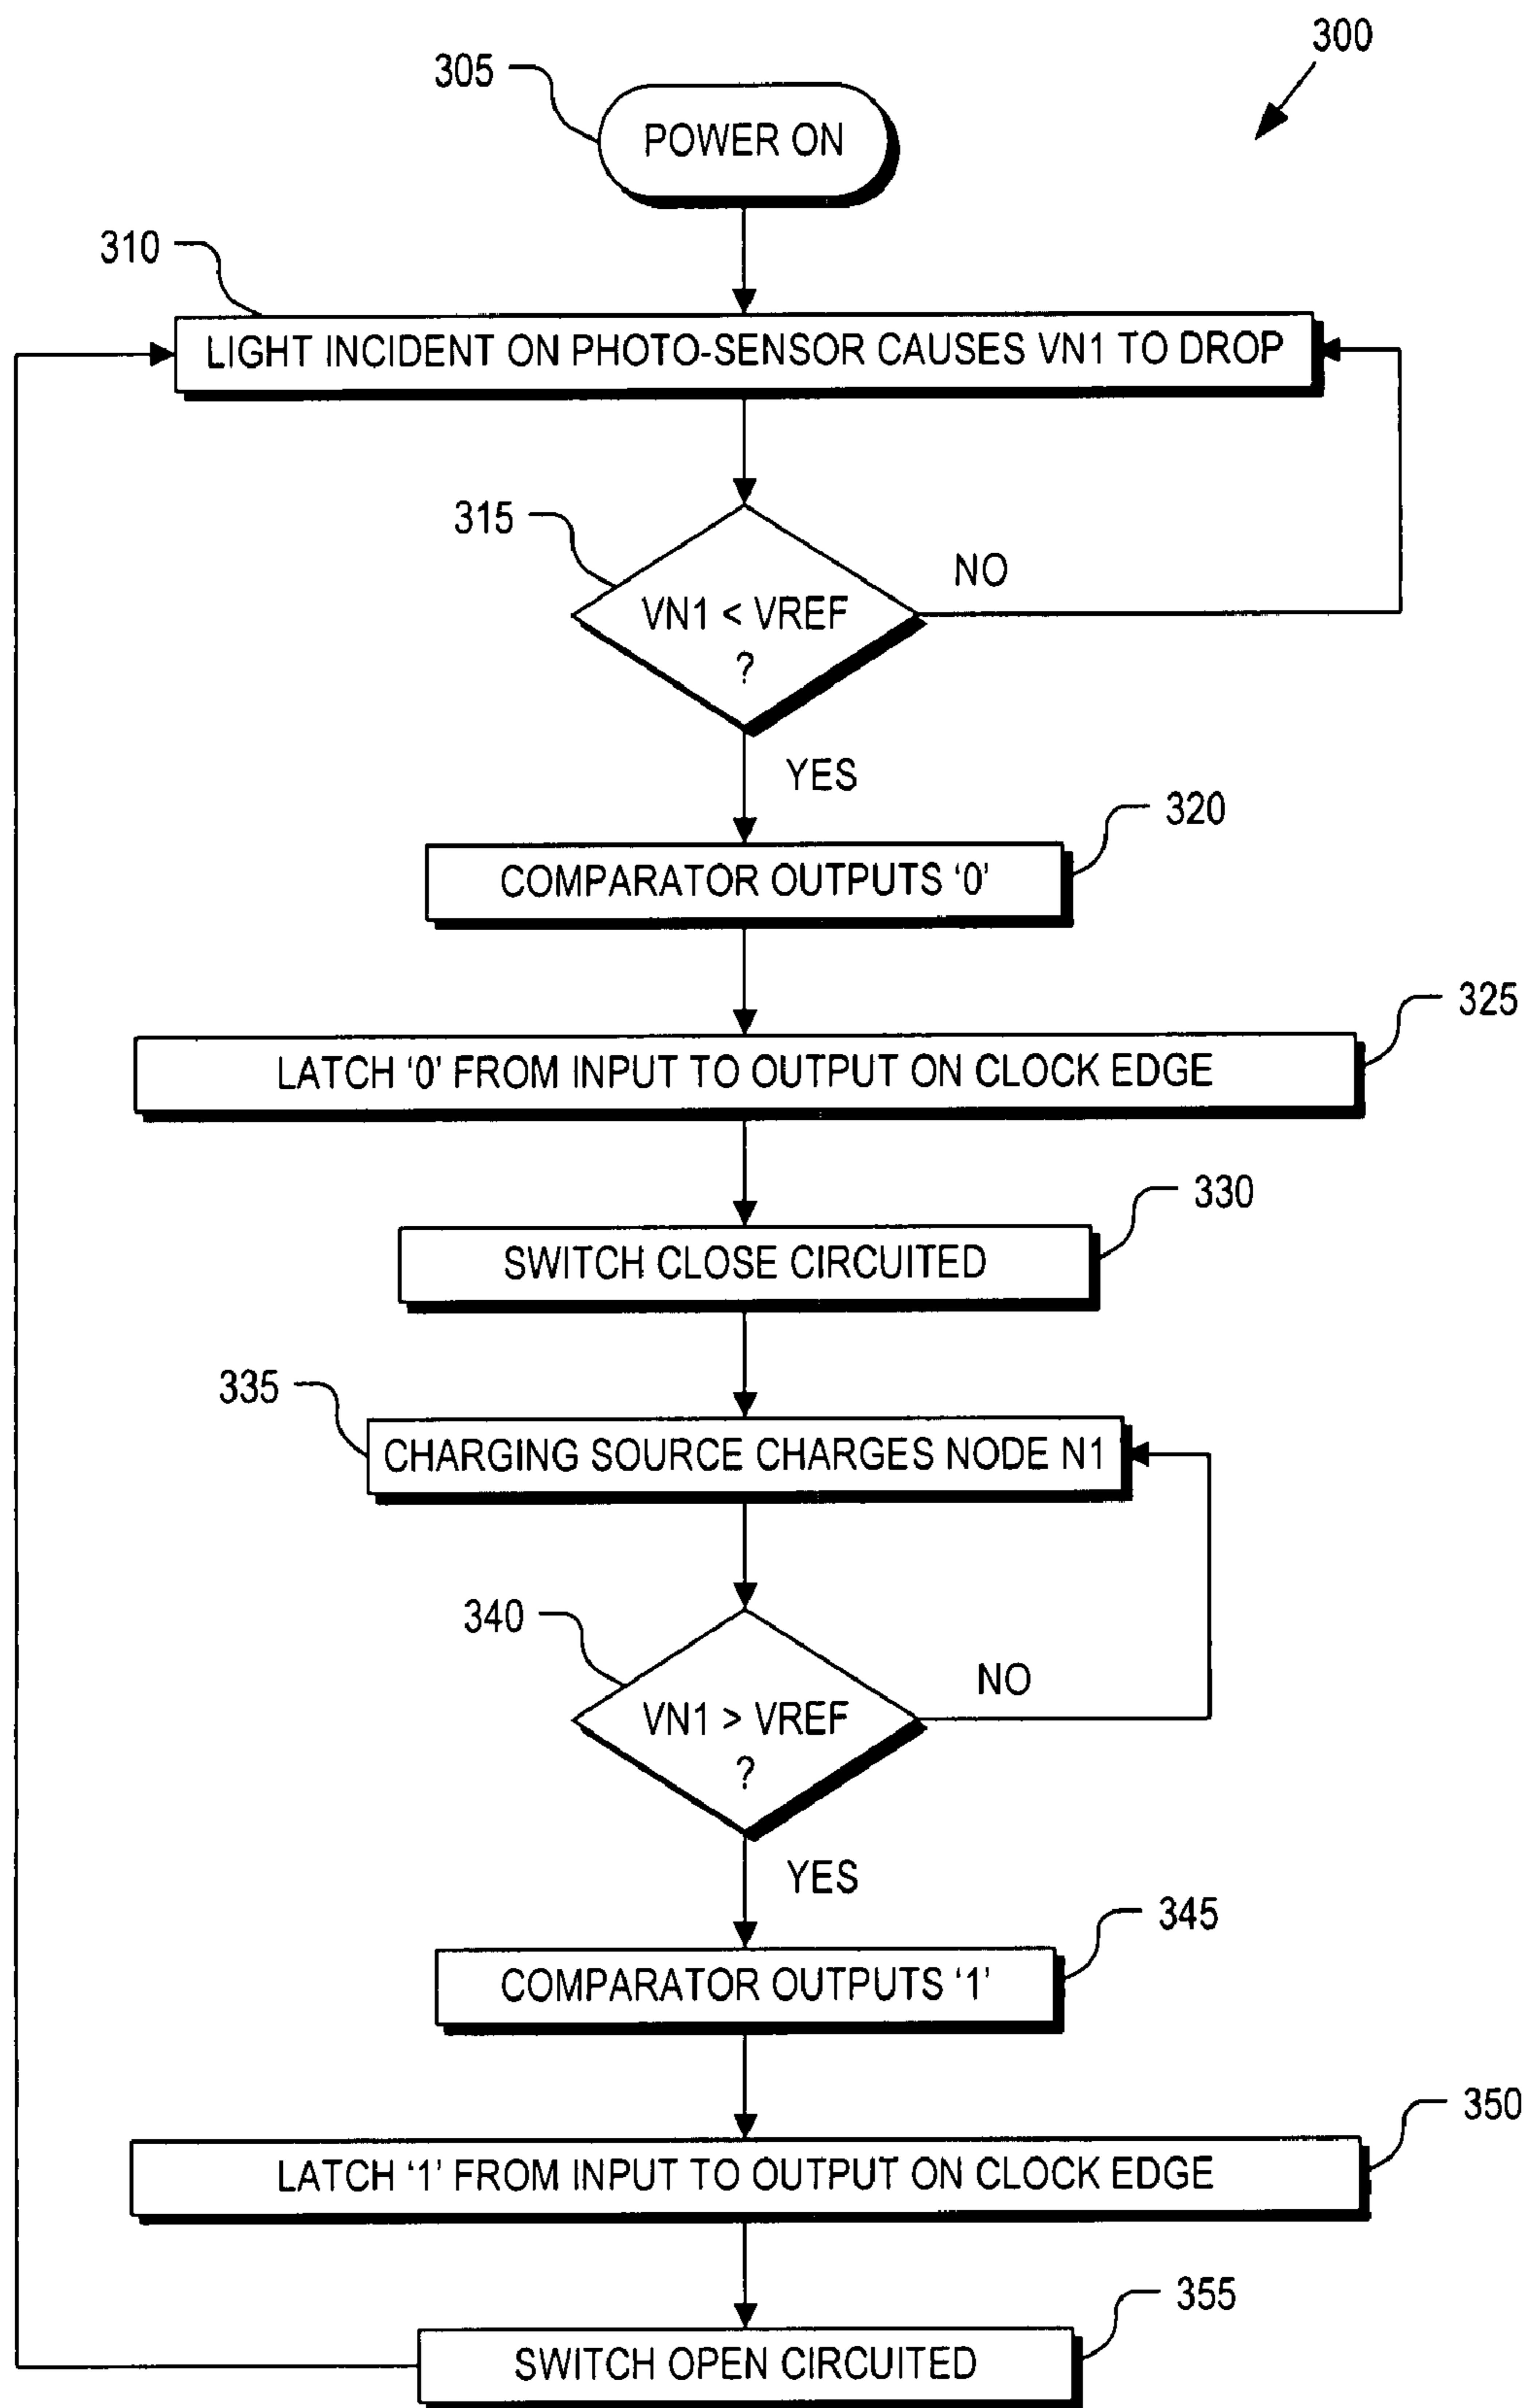 300
305
POWER ON
310
LIGHT INCIDENT ON PHOTO-SENSOR CAUSES VN1 TO DROP
315
VN1 < VREF
?
NO
YES
320
COMPARATOR OUTPUTS ‘0’
325
LATCH ‘0’ FROM INPUT TO OUTPUT ON CLOCK EDGE
330
SWITCH CLOSE CIRCUITED
335
CHARGING SOURCE CHARGES NODE N1
340
VN1 > VREF
?
NO
YES
345
COMPARATOR OUTPUTS ‘1’
350
LATCH ‘1’ FROM INPUT TO OUTPUT ON CLOCK EDGE
355
SWITCH OPEN CIRCUITED